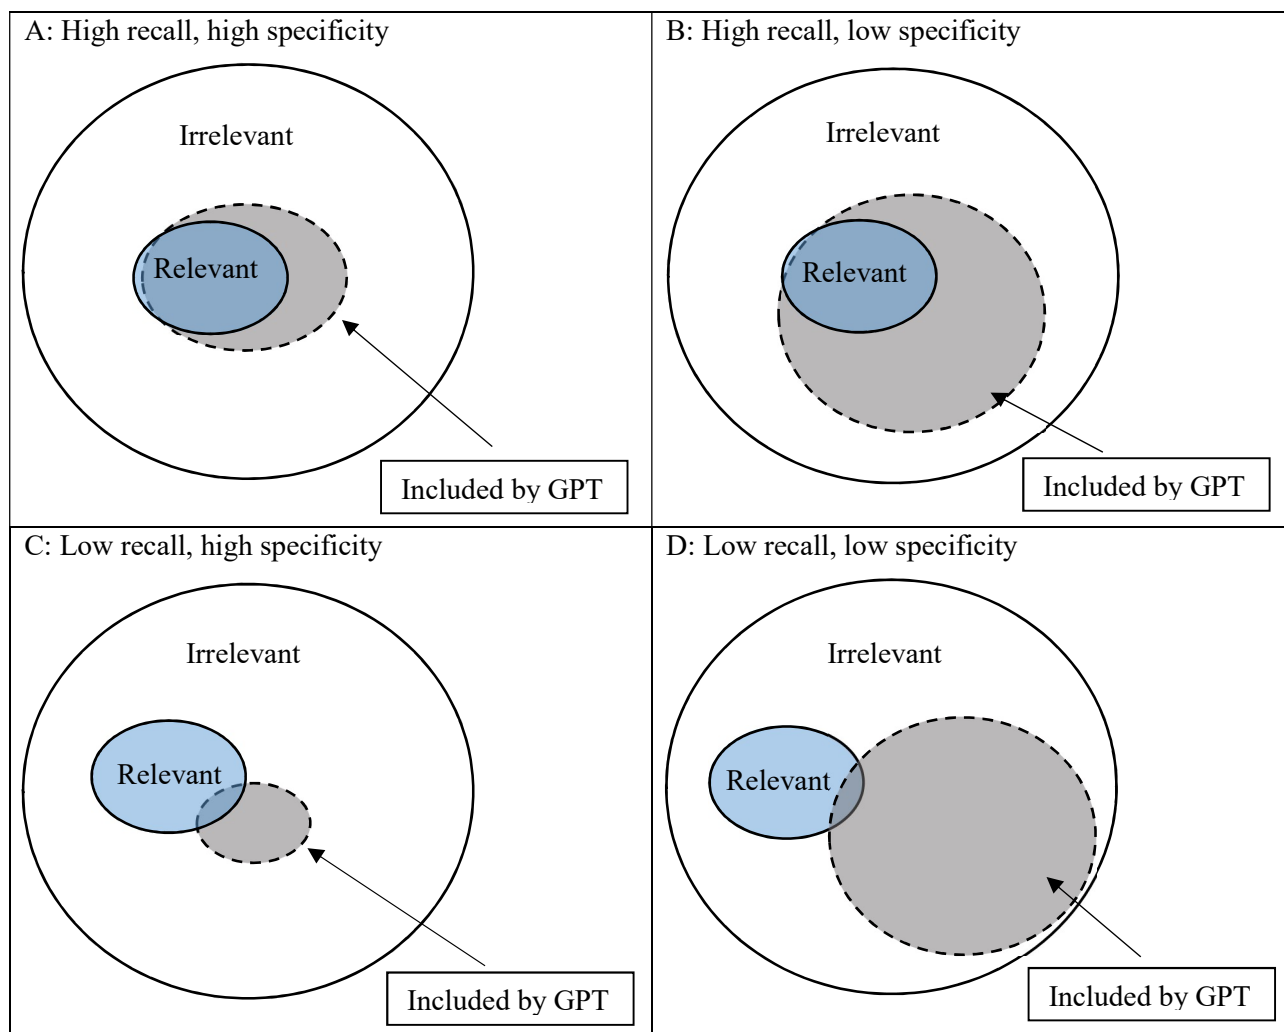 A: High recall, high specificity
Irrelevant
Relevant
Included by GPT
B: High recall, low specificity
Irrelevant
Relevant
Included by GPT
C: Low recall, high specificity
Irrelevant
Relevant
Included by GPT
D: Low recall, low specificity
Irrelevant
Relevant
Included by GPT